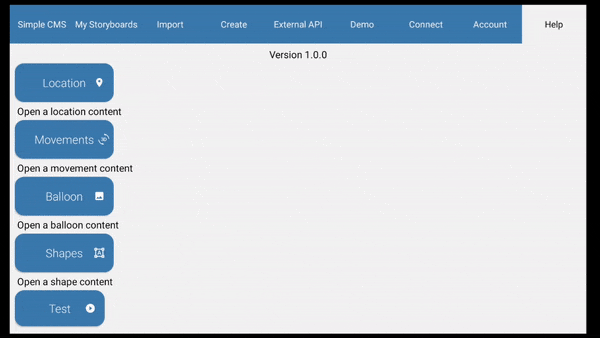 Simple CMS My Storyboards Import Create External API Demo Connect Account Help
Version 1.0.0
Location
Open a location content
Movements
Open a movement content
Balloon
Open a balloon content
Shapes
Open a shape content
Test